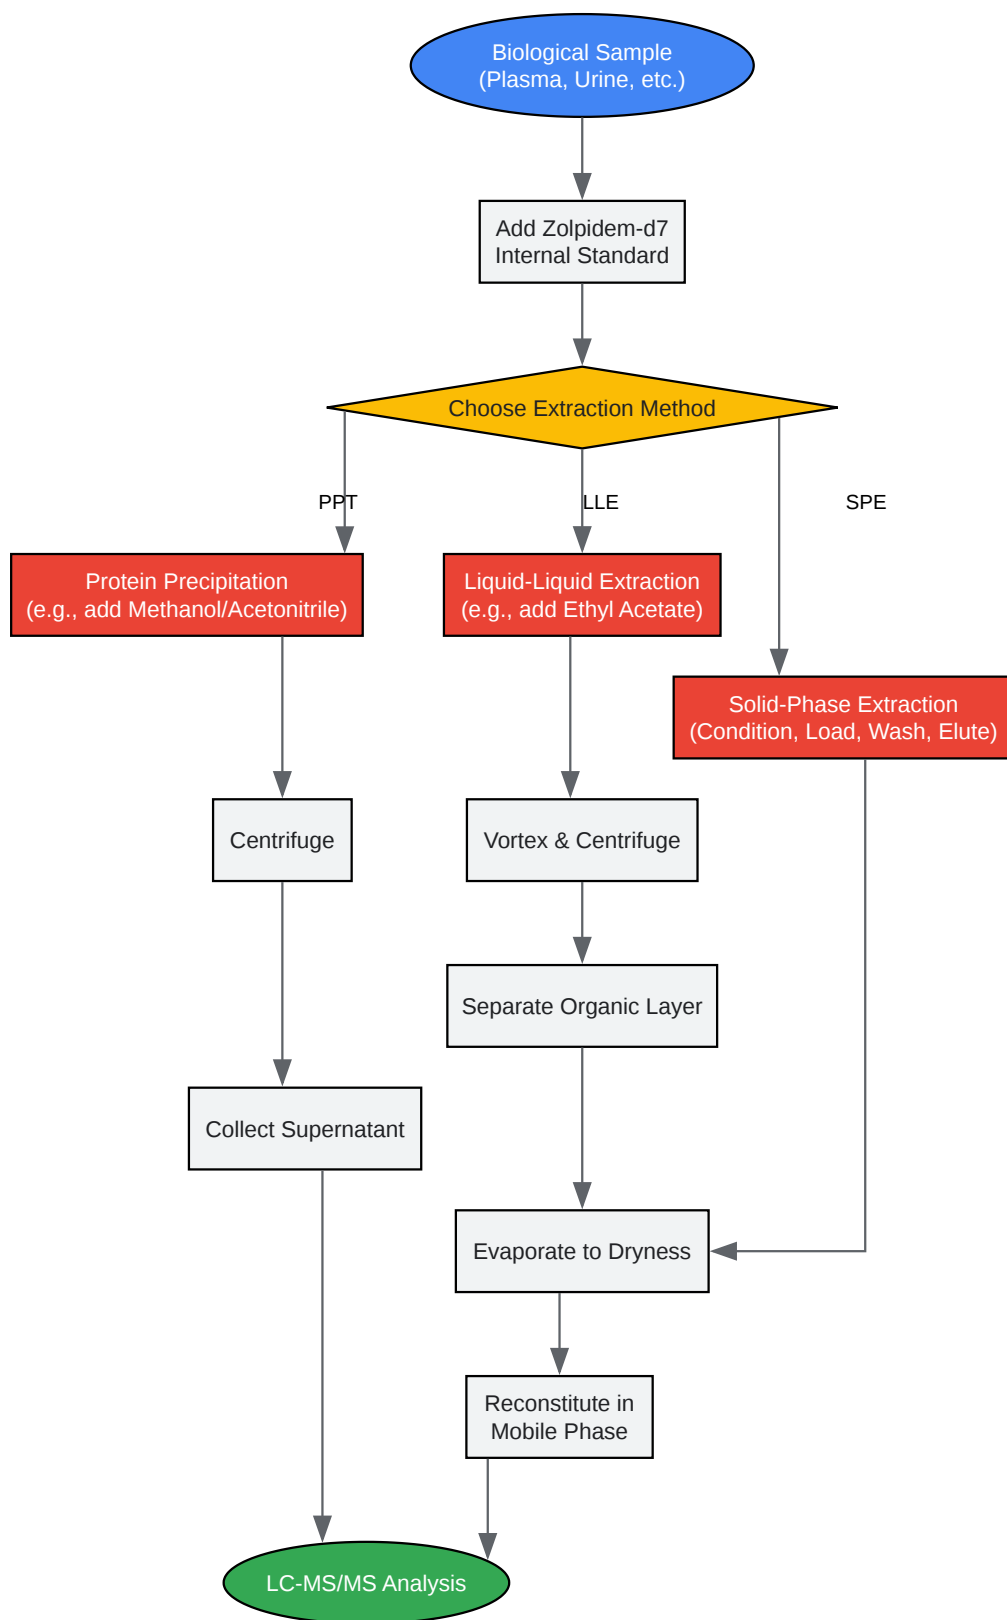 Biological Sample
(Plasma, Urine, etc.)
Add Zolpidem-d7
Internal Standard
Choose Extraction Method
PPT
LLE
SPE
Protein Precipitation
(e.g., add Methanol/Acetonitrile)
Liquid-Liquid Extraction
(e.g., add Ethyl Acetate)
Solid-Phase Extraction
(Condition, Load, Wash, Elute)
Centrifuge
Vortex & Centrifuge
Separate Organic Layer
Collect Supernatant
Evaporate to Dryness
Reconstitute in
Mobile Phase
LC-MS/MS Analysis